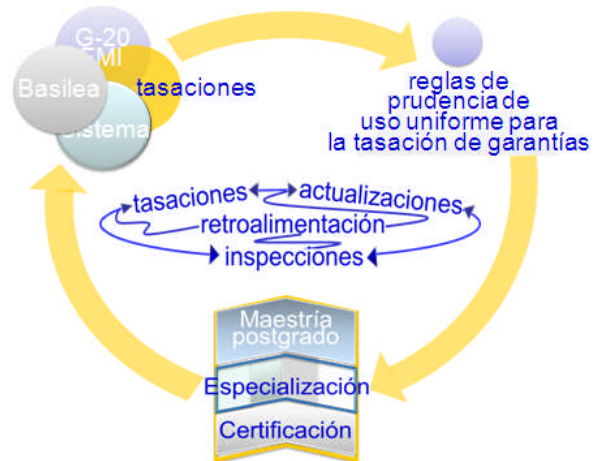 G-20
FMI
Basilea
tasaciones
Sistema
reglas de
prudencia de
uso uniforme para
la tasación de garantías
tasaciones actualizaciones
retroalimentación
inspecciones
Maestría
postgrado
Especialización
Certificación